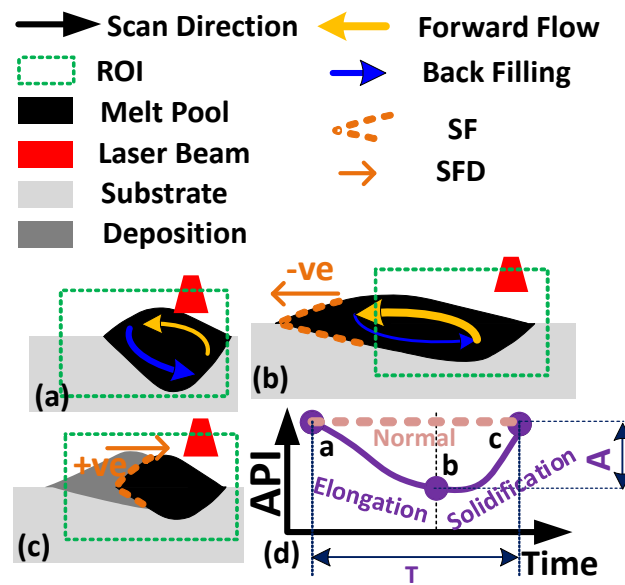 Scan Direction
Forward Flow
ROI
Back Filling
Melt Pool
SF
Laser Beam
SFD
Substrate
Deposition
-ve
(a)
(b)
+ve
(c)
API
Normal
a
b
c
Elongation
Solidification
A
(d)
Time
T